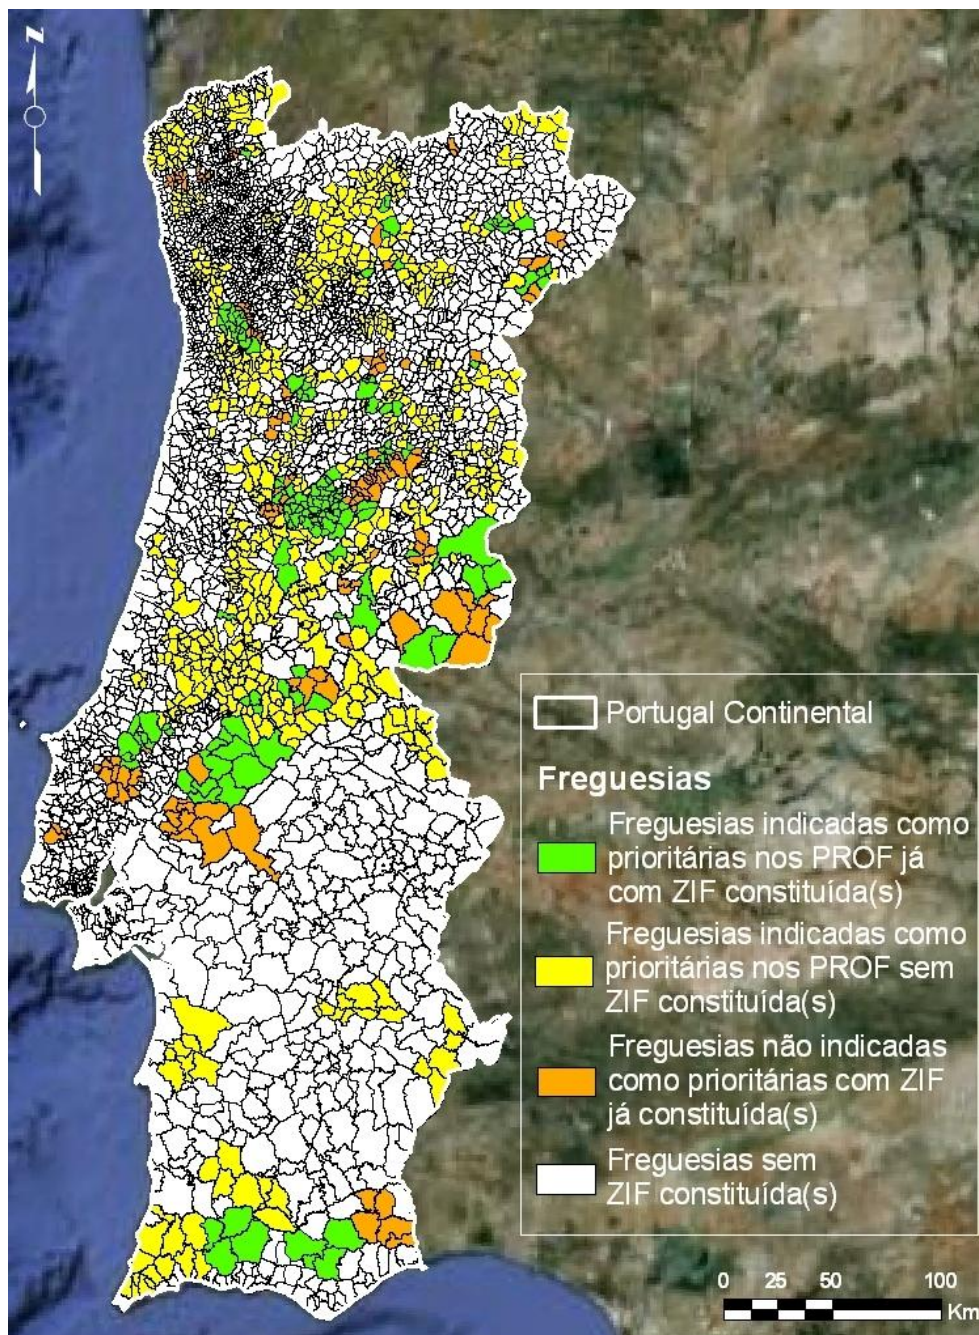 N
Portugal Continental
Freguesias
Freguesias indicadas como
prioritárias nos PROF já
com ZIF constituída(s)
Freguesias indicadas como
prioritárias nos PROF sem
ZIF constituída(s)
Freguesias não indicadas
como prioritárias com ZIF
já constituída(s)
Freguesias sem
ZIF constituída(s)
0 25 50 100
Km